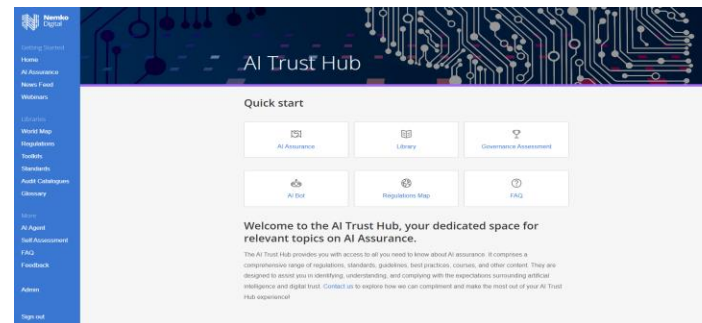 Nemko
Digital
Getting Started
Home
AI Assurance
News Feed
Webinars
Libraries
World Map
Regulations
Toolkits
Standards
Audit Catalogues
Glossary
More
AI Agent
Self Assessment
FAQ
Feedback
Admin
Sign out
AI Trust Hub
Quick start
AI Assurance
Library
Governance Assessment
AI Bot
Regulations Map
FAQ
Welcome to the AI Trust Hub, your dedicated space for
relevant topics on AI Assurance.
The AI Trust Hub provides you with access to all you need to know about AI assurance. It comprises a
comprehensive range of regulations, standards, guidelines, best practices, courses, and other content. They are
designed to assist you in identifying, understanding, and complying with the expectations surrounding artificial
intelligence and digital trust. Contact us to explore how we can compliment and make the most out of your AI Trust
Hub experience!